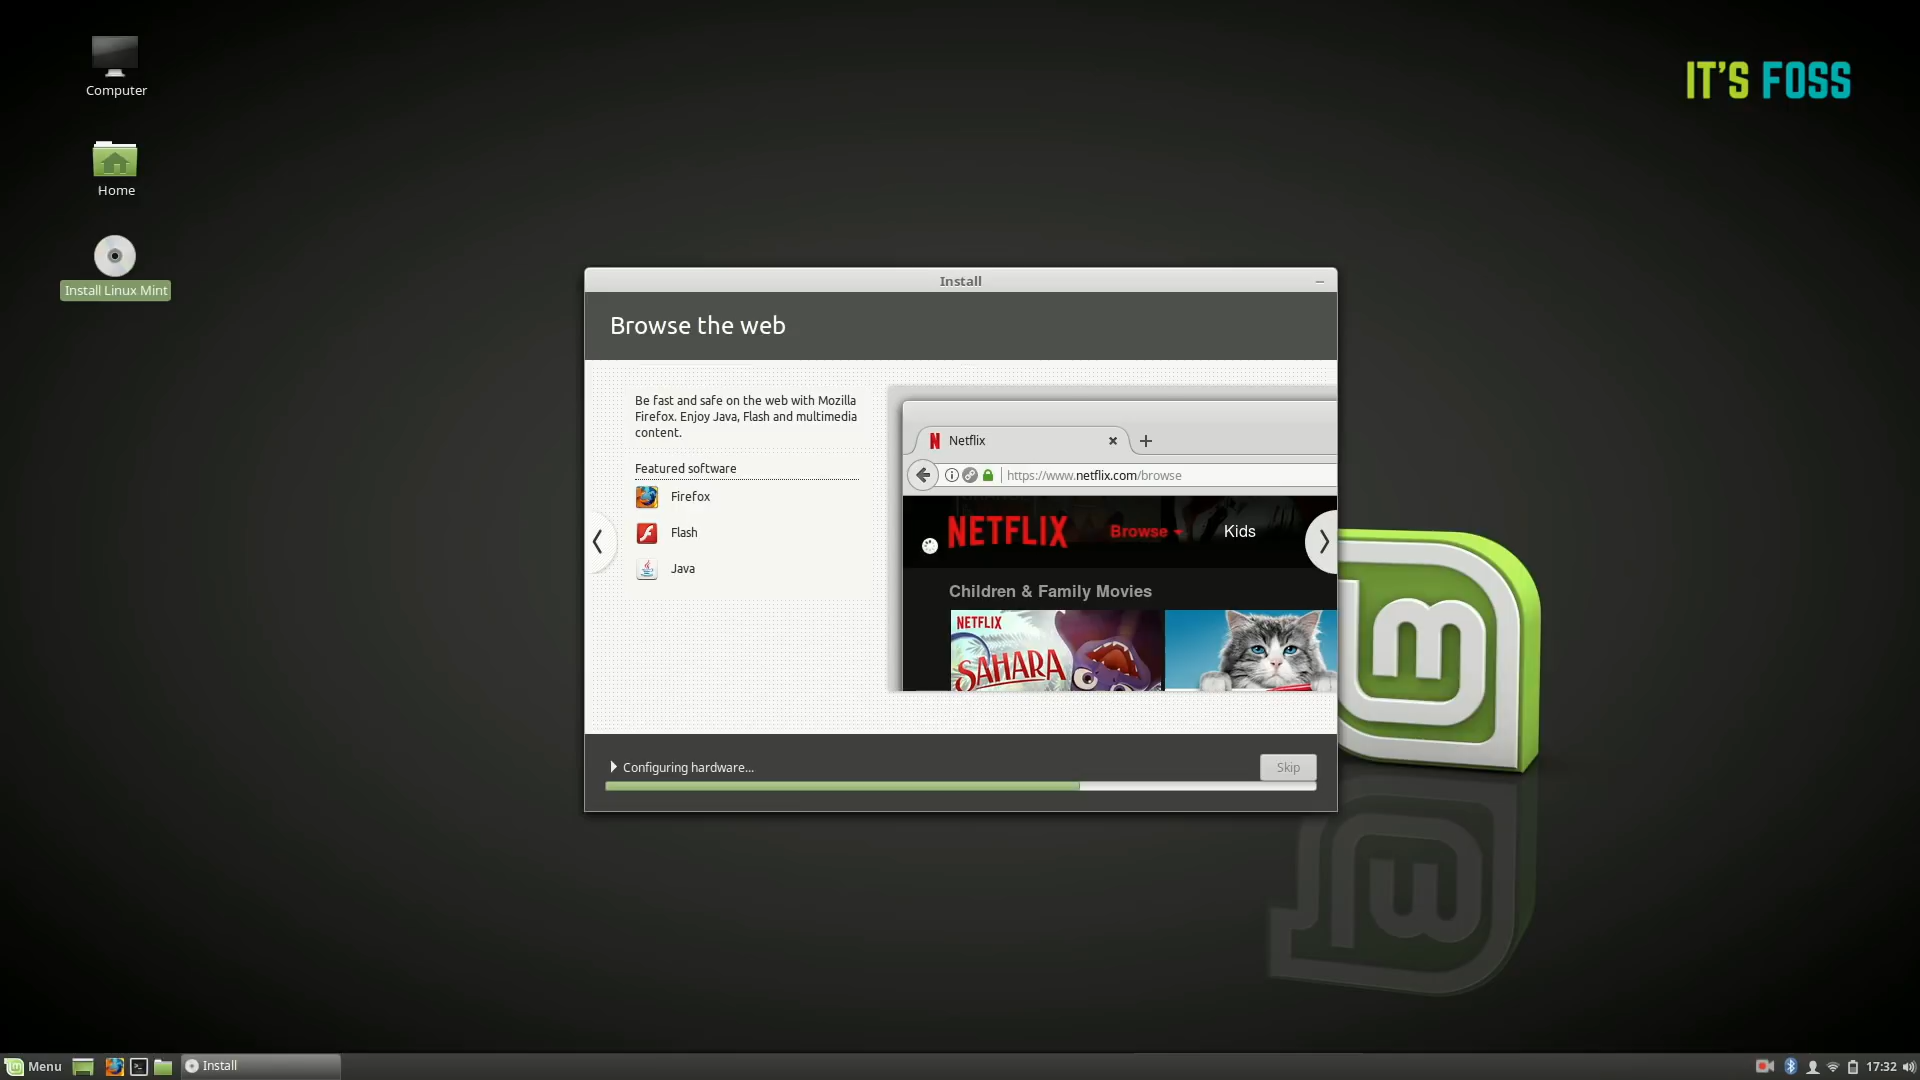 Computer
IT'S FOSS
Home
Install Linux Mint
Install
Browse the web
Be fast and safe on the web with Mozilla
Firefox. Enjoy Java, Flash and multimedia
content.
Featured software
Firefox
Flash
Java
Netflix
https://www.netflix.com/browse
NETFLIX
Browse
Kids
Children & Family Movies
NETFLIX
SAHARA
Configuring hardware...
Skip
Menu
Install
17:32